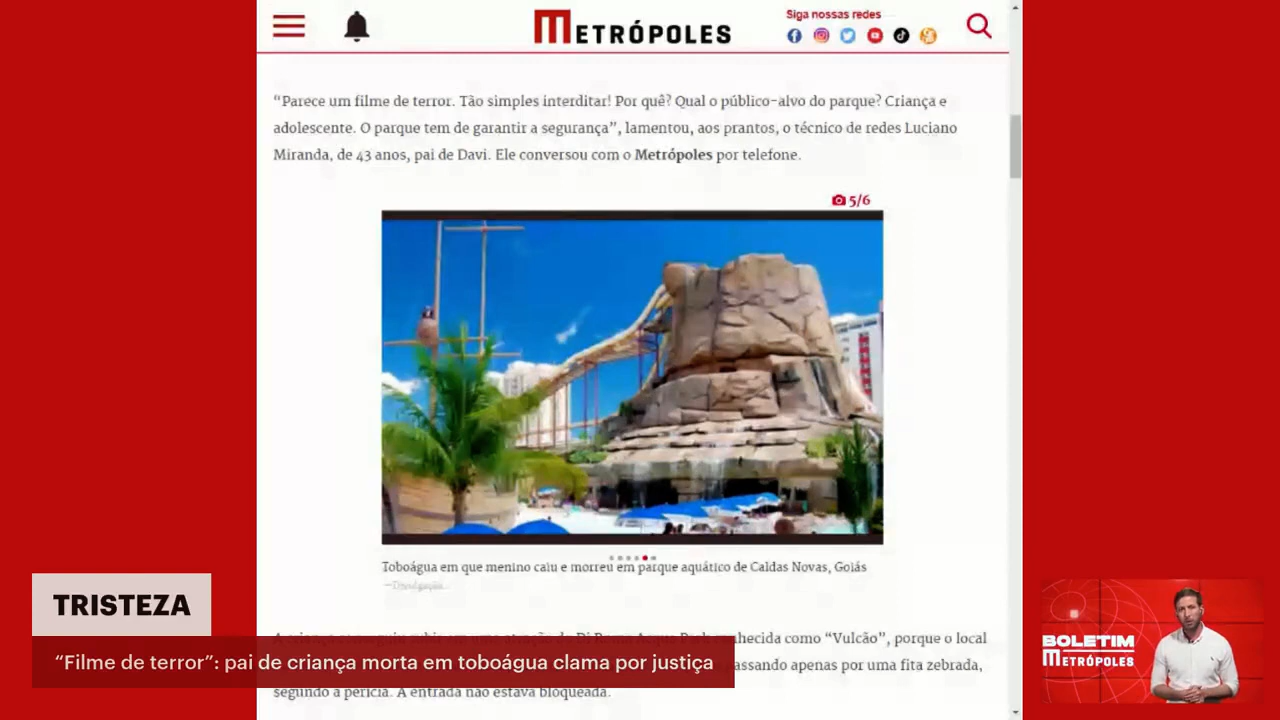 METRÓPOLES
Siga nossas redes
“Parece um filme de terror. Tão simples interditar! Por quê? Qual o público-alvo do parque? Criança e
adolescente. O parque tem de garantir a segurança”, lamentou, aos prantos, o técnico de redes Luciano
Miranda, de 43 anos, pai de Davi. Ele conversou com o Metrópoles por telefone.
5/6
Toboágua em que menino caiu e morreu em parque aquático de Caldas Novas, Goiás
—Divulgação
conhecida como “Vulcão”, porque o local
TRISTEZA
“Filme de terror”: pai de criança morta em toboágua clama por justiça
passando apenas por uma fita zebrada,
segundo a perícia. A entrada não estava bloqueada.
BOLETIM
METRÓPOLES